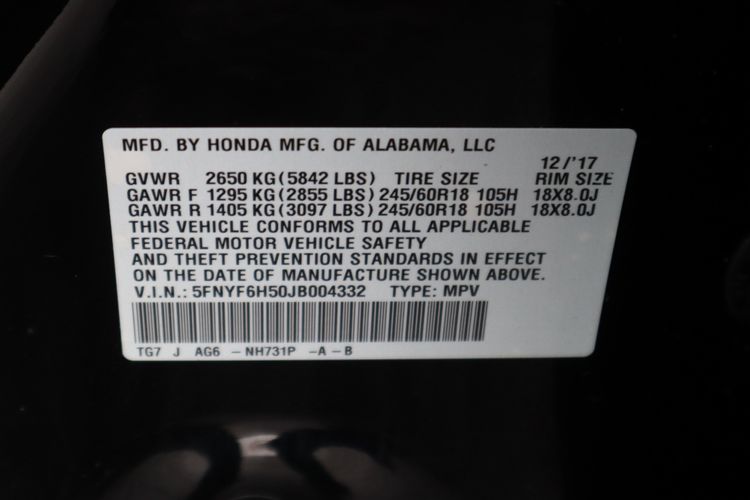 MFD. BY HONDA MFG. OF ALABAMA, LLC
12/'17
GVWR 2650 KG (5842 LBS) TIRE SIZE RIM SIZE
GAWR F 1295 KG (2855 LBS) 245/60R18 105H 18X8.0J
GAWR R 1405 KG (3097 LBS) 245/60R18 105H 18X8.0J
THIS VEHICLE CONFORMS TO ALL APPLICABLE
FEDERAL MOTOR VEHICLE SAFETY
AND THEFT PREVENTION STANDARDS IN EFFECT
ON THE DATE OF MANUFACTURE SHOWN ABOVE.
V.I.N.: 5FNYF6H50JB004332 TYPE: MPV
TG7 J AG6 - NH731P -A - B